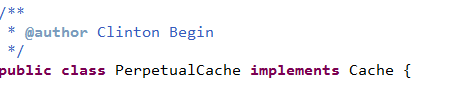 /**
 * @author Clinton Begin
 */
public class PerpetualCache implements Cache {